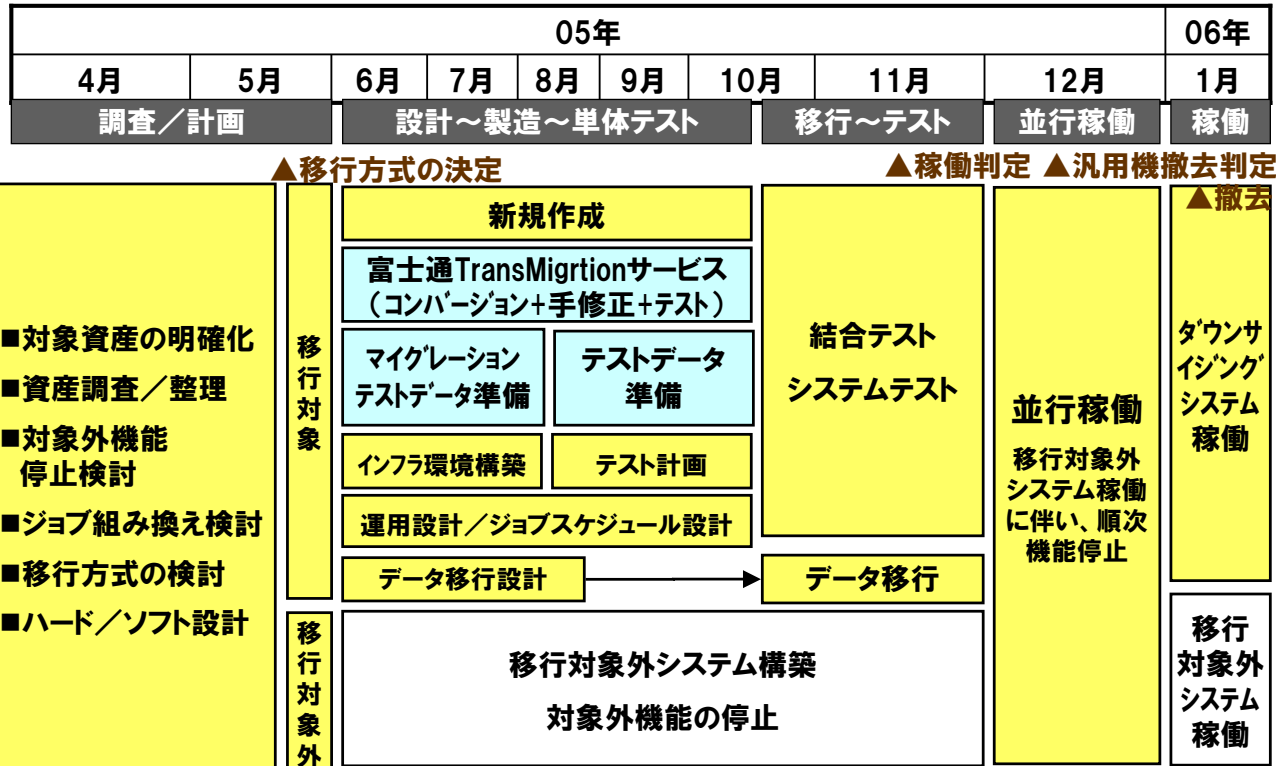 05年
06年
4月
5月
6月
7月
8月
9月
10月
11月
12月
1月
調査／計画
設計～製造～単体テスト
移行～テスト
並行稼働
稼働
▲移行方式の決定
▲稼働判定
▲汎用機撤去判定
▲撤去
■対象資産の明確化
■資産調査／整理
■対象外機能
停止検討
■ジョブ組み換え検討
■移行方式の検討
■ハード／ソフト設計
移
行
対
象
移
行
対
象
外
新規作成
富士通TransMigrtionサービス
（コンバージョン+手修正+テスト）
マイグレーション
テストデータ準備
テストデータ
準備
インフラ環境構築
テスト計画
運用設計／ジョブスケジュール設計
データ移行設計
データ移行
結合テスト
システムテスト
移行対象外システム構築
対象外機能の停止
並行稼働
移行対象外
システム稼働
に伴い、順次
機能停止
ダウンサ
イジング
システム
稼働
移行
対象外
システム
稼働